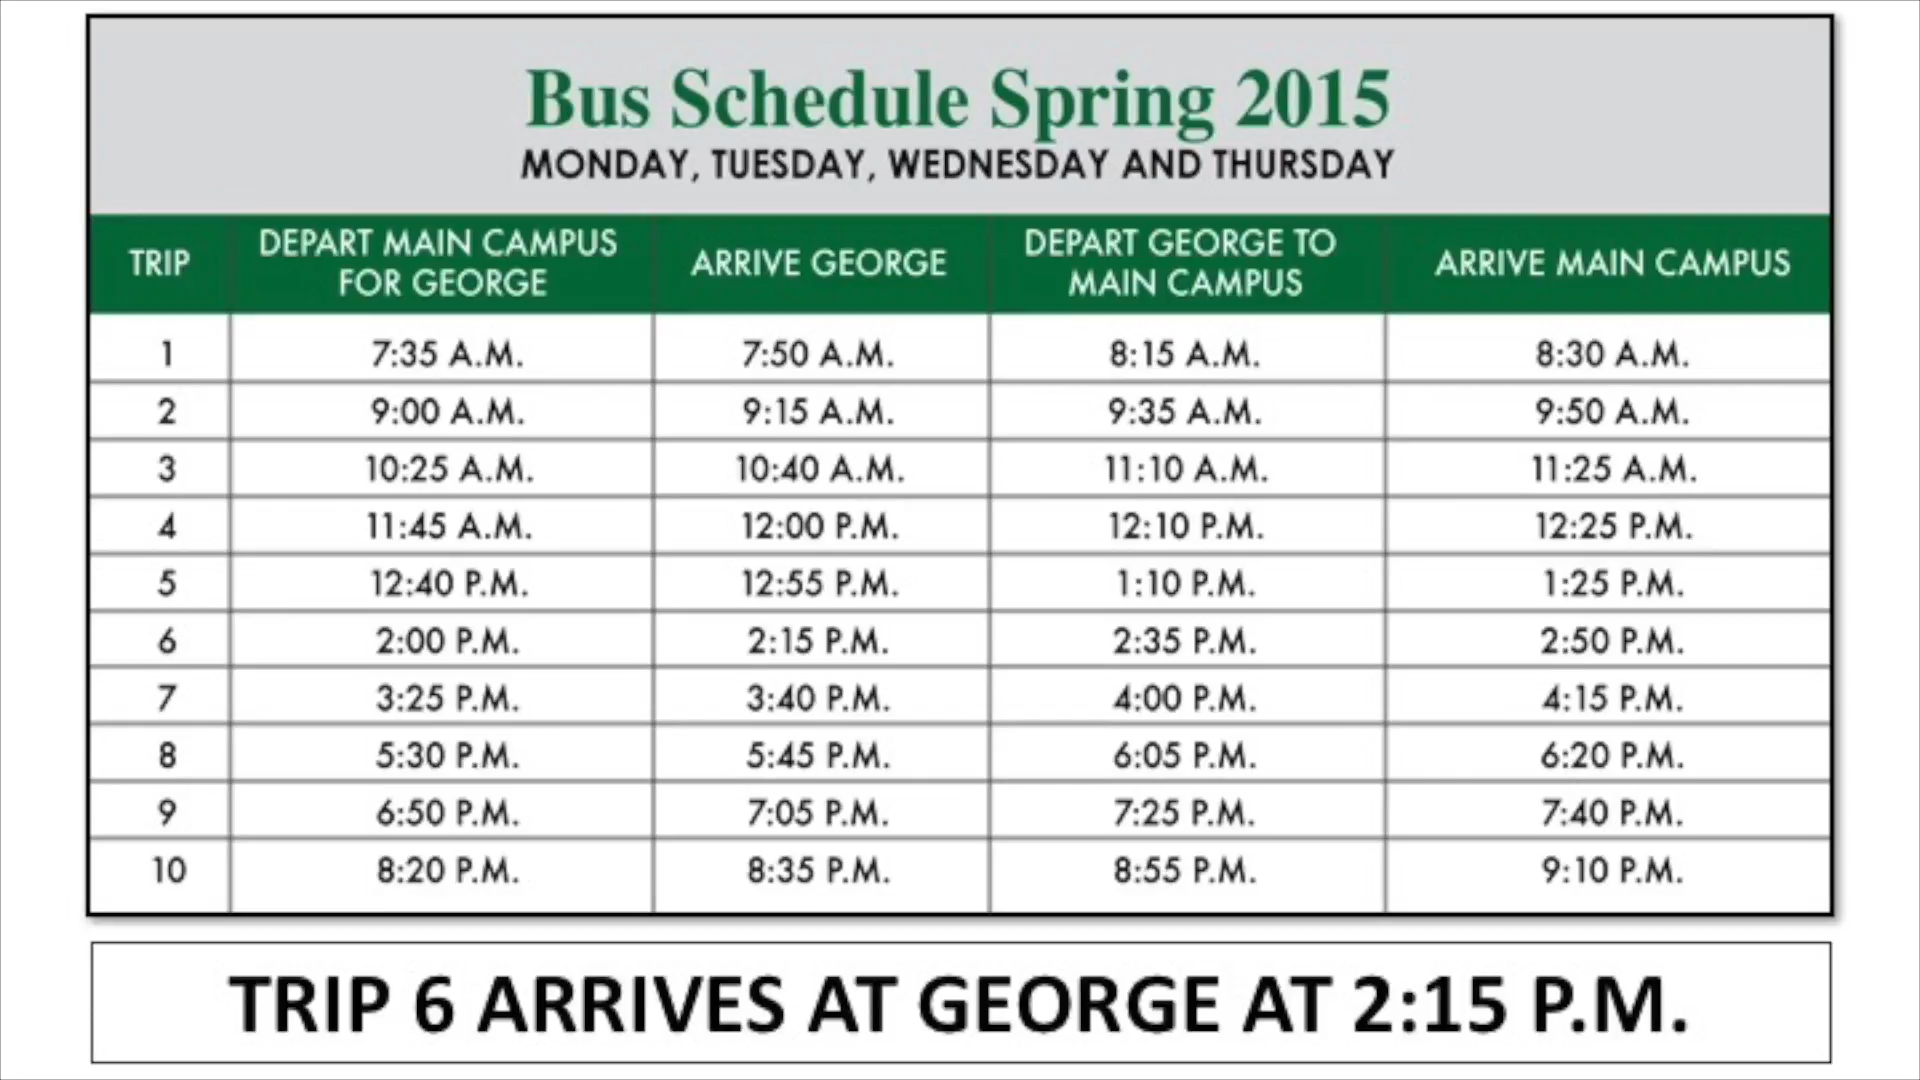 Bus Schedule Spring 2015
MONDAY, TUESDAY, WEDNESDAY AND THURSDAY
TRIP DEPART MAIN CAMPUS FOR GEORGE ARRIVE GEORGE DEPART GEORGE TO MAIN CAMPUS ARRIVE MAIN CAMPUS
1 7:35 A.M. 7:50 A.M. 8:15 A.M. 8:30 A.M.
2 9:00 A.M. 9:15 A.M. 9:35 A.M. 9:50 A.M.
3 10:25 A.M. 10:40 A.M. 11:10 A.M. 11:25 A.M.
4 11:45 A.M. 12:00 P.M. 12:10 P.M. 12:25 P.M.
5 12:40 P.M. 12:55 P.M. 1:10 P.M. 1:25 P.M.
6 2:00 P.M. 2:15 P.M. 2:35 P.M. 2:50 P.M.
7 3:25 P.M. 3:40 P.M. 4:00 P.M. 4:15 P.M.
8 5:30 P.M. 5:45 P.M. 6:05 P.M. 6:20 P.M.
9 6:50 P.M. 7:05 P.M. 7:25 P.M. 7:40 P.M.
10 8:20 P.M. 8:35 P.M. 8:55 P.M. 9:10 P.M.
TRIP 6 ARRIVES AT GEORGE AT 2:15 P.M.